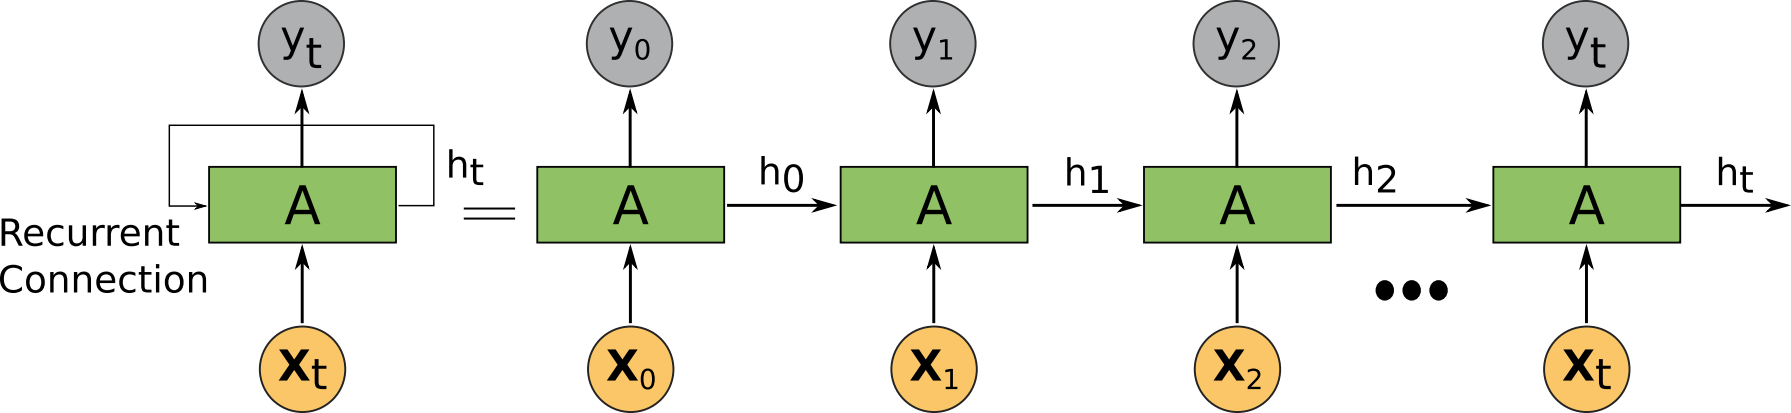 yt y0 y1 y2 yt
ht h0 h1 h2 ht
A = A A A A
Recurrent
Connection
...
xt x0 x1 x2 xt